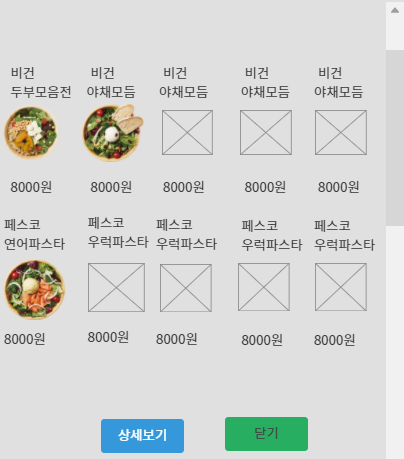 비건
두부모음전
비건
야채모듬
비건
야채모듬
비건
야채모듬
비건
야채모듬
8000원
8000원
8000원
8000원
8000원
페스코
연어파스타
페스코
우럭파스타
페스코
우럭파스타
페스코
우럭파스타
페스코
우럭파스타
8000원
8000원
8000원
8000원
8000원
상세보기
닫기